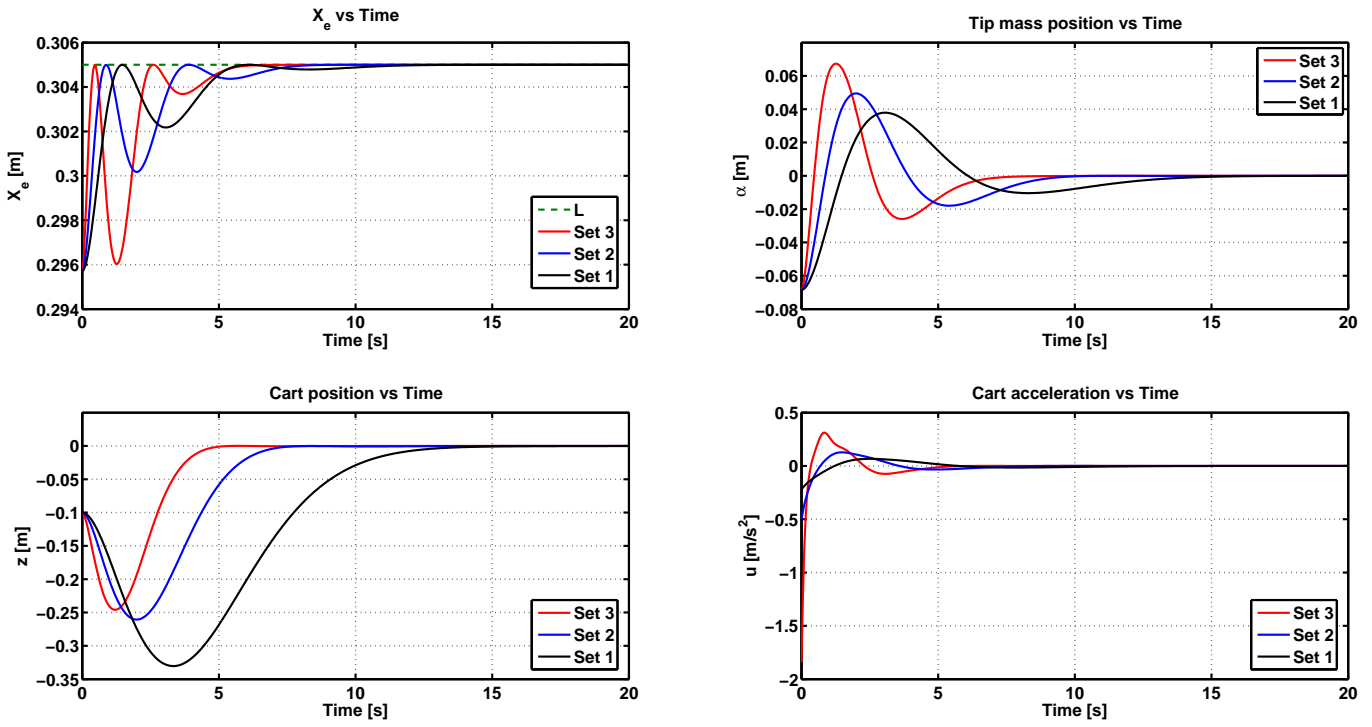 X_e vs Time
0.306
0.304
0.302
0.3
0.298
0.296
0.294
X_e [m]
L
Set 3
Set 2
Set 1
0 5 10 15 20
Time [s]
Tip mass position vs Time
0.06
0.04
0.02
0
−0.02
−0.04
−0.06
−0.08
α [m]
Set 3
Set 2
Set 1
0 5 10 15 20
Time [s]
Cart position vs Time
0
−0.05
−0.1
−0.15
−0.2
−0.25
−0.3
−0.35
z [m]
Set 3
Set 2
Set 1
0 5 10 15 20
Time [s]
Cart acceleration vs Time
0.5
0
−0.5
−1
−1.5
−2
u [m/s²]
Set 3
Set 2
Set 1
0 5 10 15 20
Time [s]